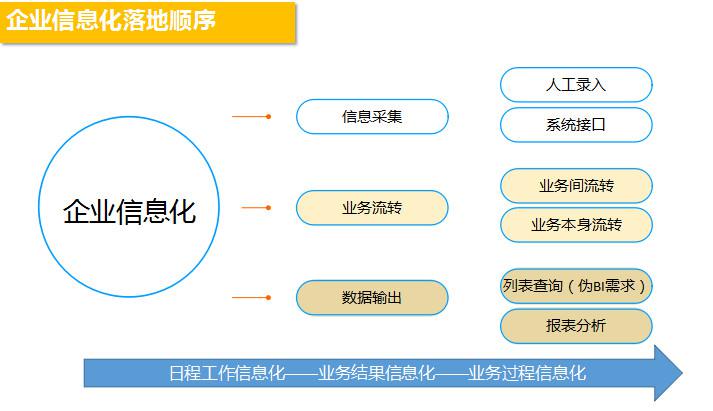 企业信息化落地顺序
企业信息化
信息采集
人工录入
系统接口
业务流转
业务间流转
业务本身流转
数据输出
列表查询（伪BI需求）
报表分析
日程工作信息化——业务结果信息化——业务过程信息化